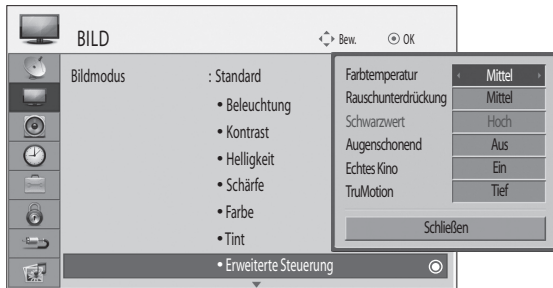 BILD
Bew. OK
Bildmodus : Standard
• Beleuchtung
• Kontrast
• Helligkeit
• Schärfe
• Farbe
• Tint
• Erweiterte Steuerung
Farbtemperatur Mittel
Rauschunterdrückung Mittel
Schwarzwert Hoch
Augenschonend Aus
Echtes Kino Ein
TruMotion Tief
Schließen